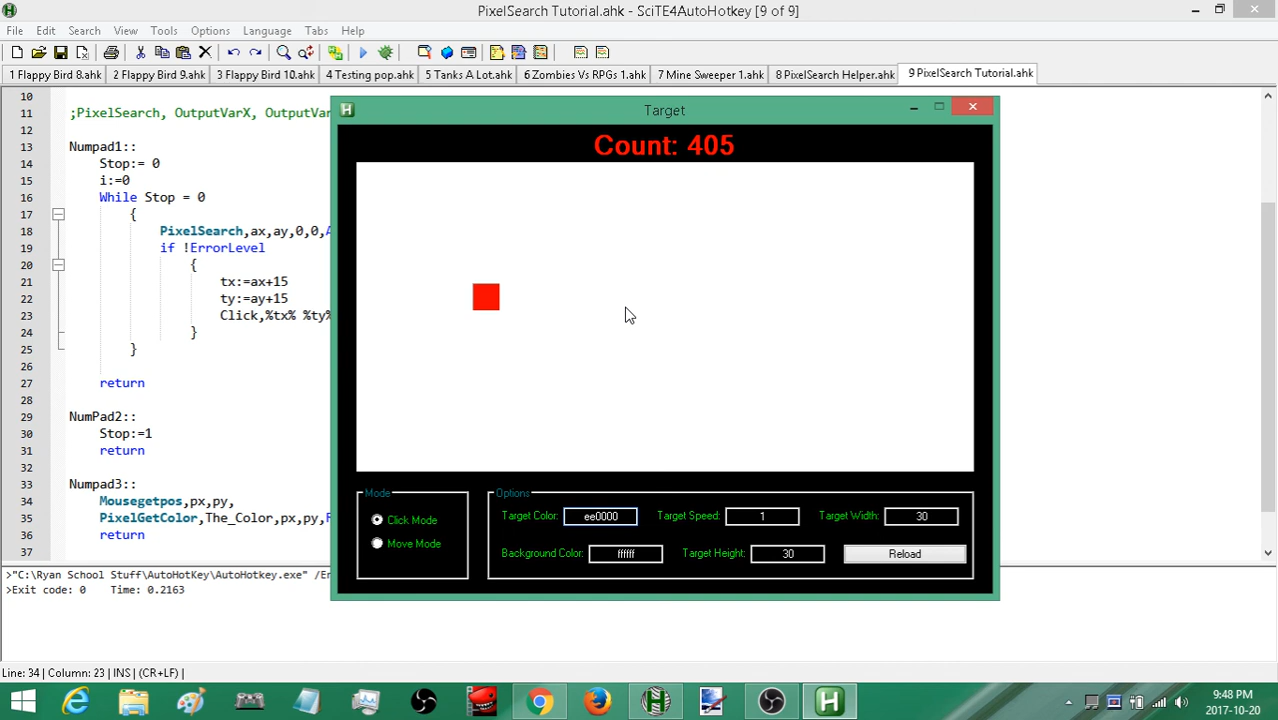 PixelSearch Tutorial.ahk - SciTE4AutoHotkey [9 of 9]
File Edit Search View Tools Options Language Tabs Help
1 Flappy Bird 8.ahk 2 Flappy Bird 9.ahk 3 Flappy Bird 10.ahk 4 Testing pop.ahk 5 Tanks A Lot.ahk 6 Zombies Vs RPGs 1.ahk 7 Mine Sweeper 1.ahk 8 PixelSearch Helper.ahk 9 PixelSearch Tutorial.ahk
10
11 ;PixelSearch, OutputVarX, OutputVar
12
13 Numpad1::
14 Stop:= 0
15 i:=0
16 While Stop = 0
17 {
18 PixelSearch,ax,ay,0,0,
19 if !ErrorLevel
20 {
21 tx:=ax+15
22 ty:=ay+15
23 Click,%tx% %ty%
24 }
25 }
26
27 return
28
29 NumPad2::
30 Stop:=1
31 return
32
33 Numpad3::
34 Mousegetpos,px,py,
35 PixelGetColor,The_Color,px,py,
36 return
37
H Target
Count: 405
Mode
Click Mode
Move Mode
Options
Target Color: ee0000 Target Speed: 1 Target Width: 30
Background Color: ffffff Target Height: 30 Reload
>"C:\Ryan School Stuff\AutoHotKey\AutoHotkey.exe" /
>Exit code: 0 Time: 0.2163
Line: 34 | Column: 23 | INS | (CR+LF) |
H
9:48 PM
2017-10-20